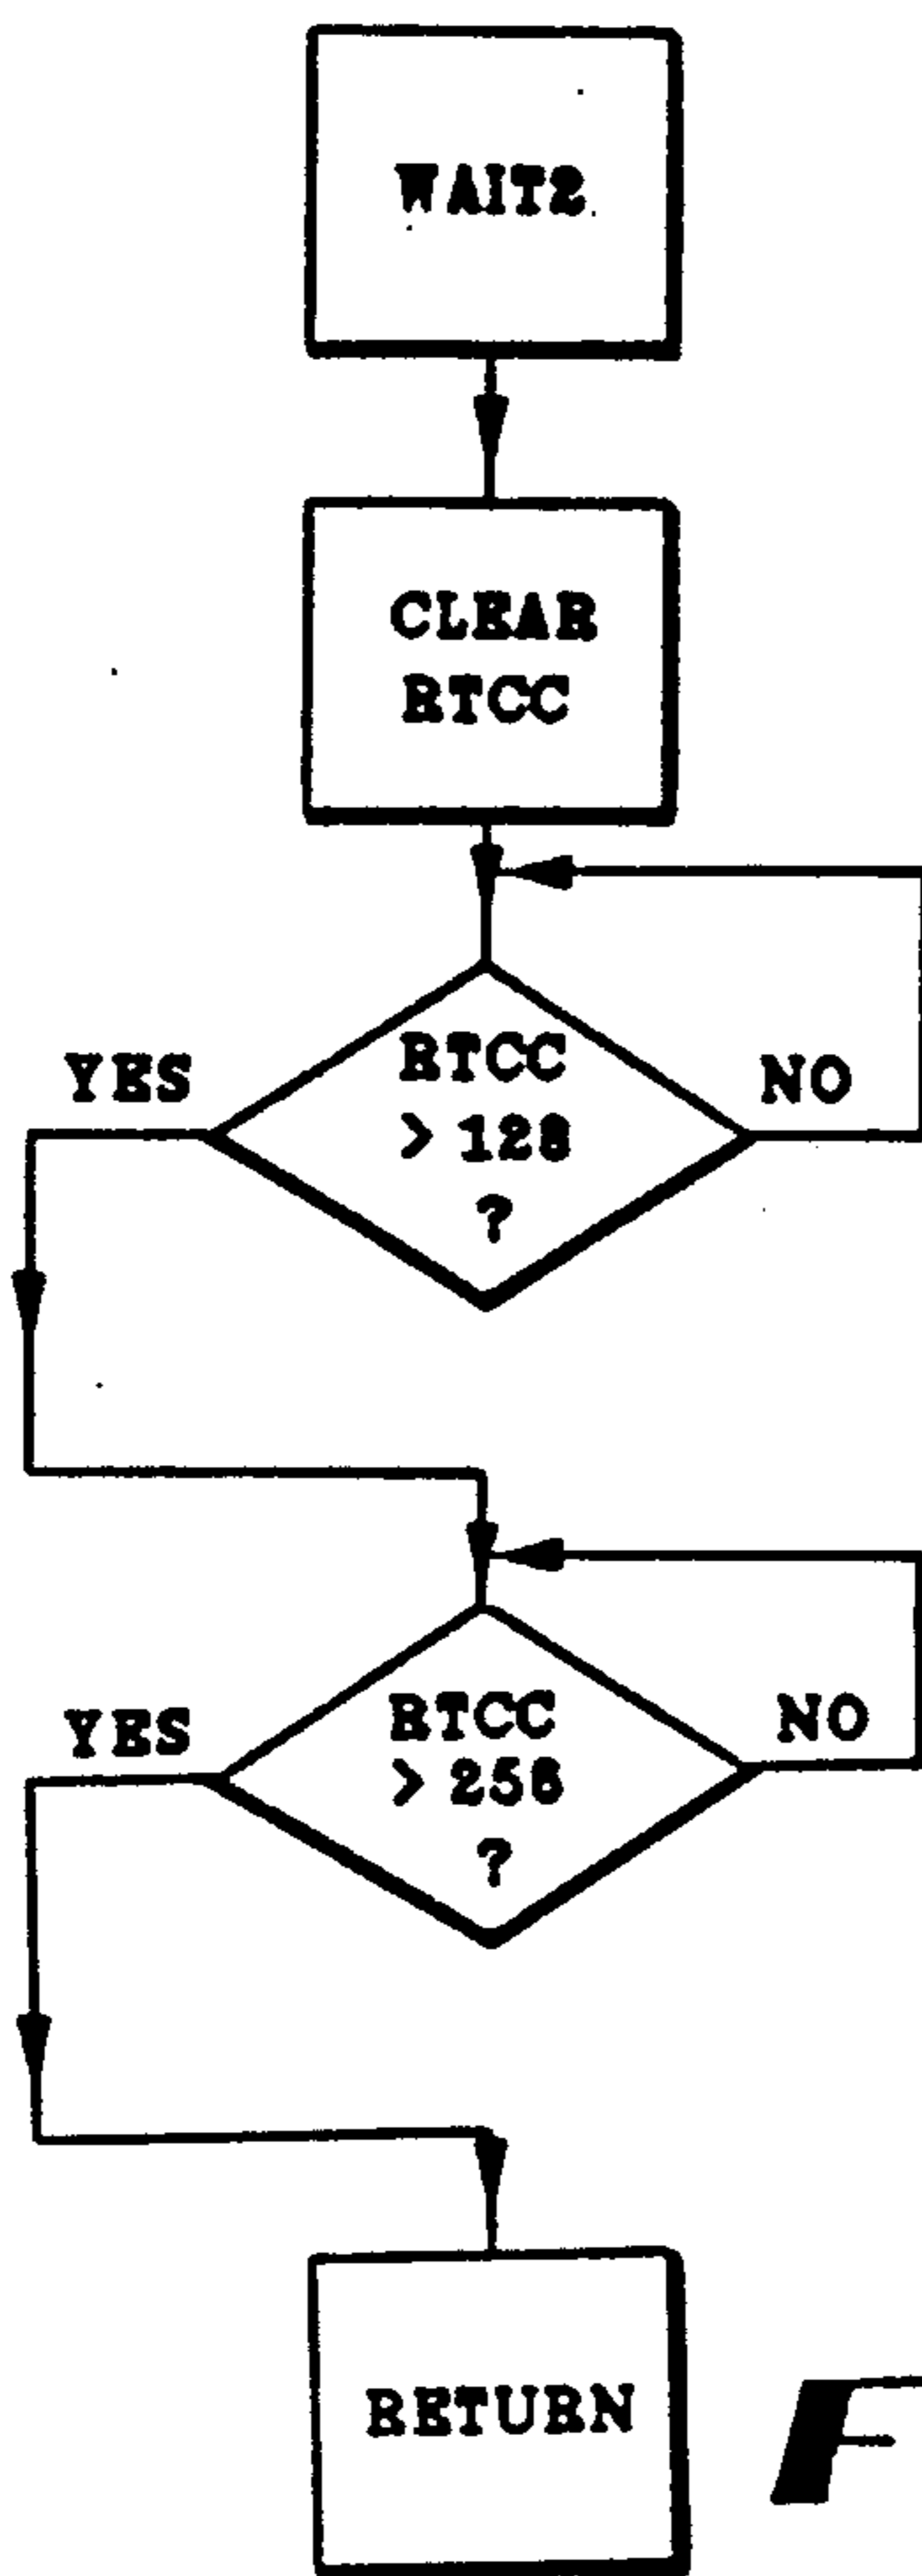 WAIT2
CLEAR
RTCC
RTCC
> 128
?
YES
NO
RTCC
> 256
?
YES
NO
RETURN
F